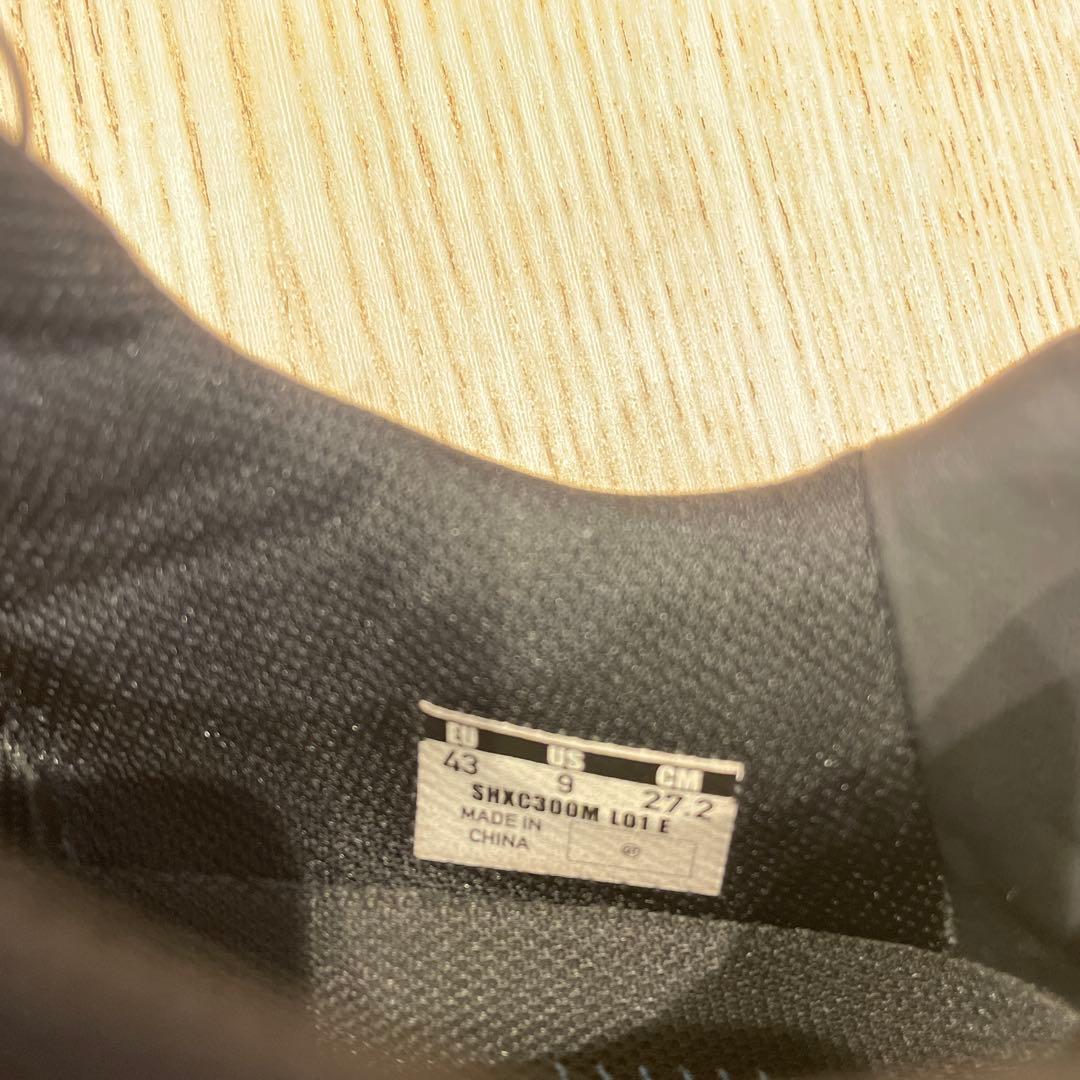 EU US CM
43 9 27.2
SHXC300M L01 E
MADE IN
CHINA